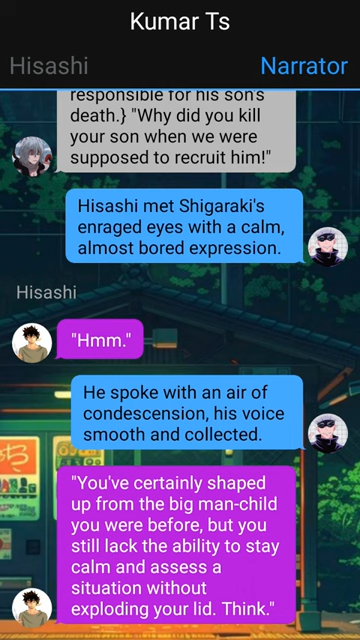 Kumar Ts
Hisashi
Narrator
responsible for his son's
death.} "Why did you kill
your son when we were
supposed to recruit him!"
Hisashi met Shigaraki's
enraged eyes with a calm,
almost bored expression.
Hisashi
"Hmm."
He spoke with an air of
condescension, his voice
smooth and collected.
"You've certainly shaped
up from the big man-child
you were before, but you
still lack the ability to stay
calm and assess a
situation without
exploding your lid. Think."